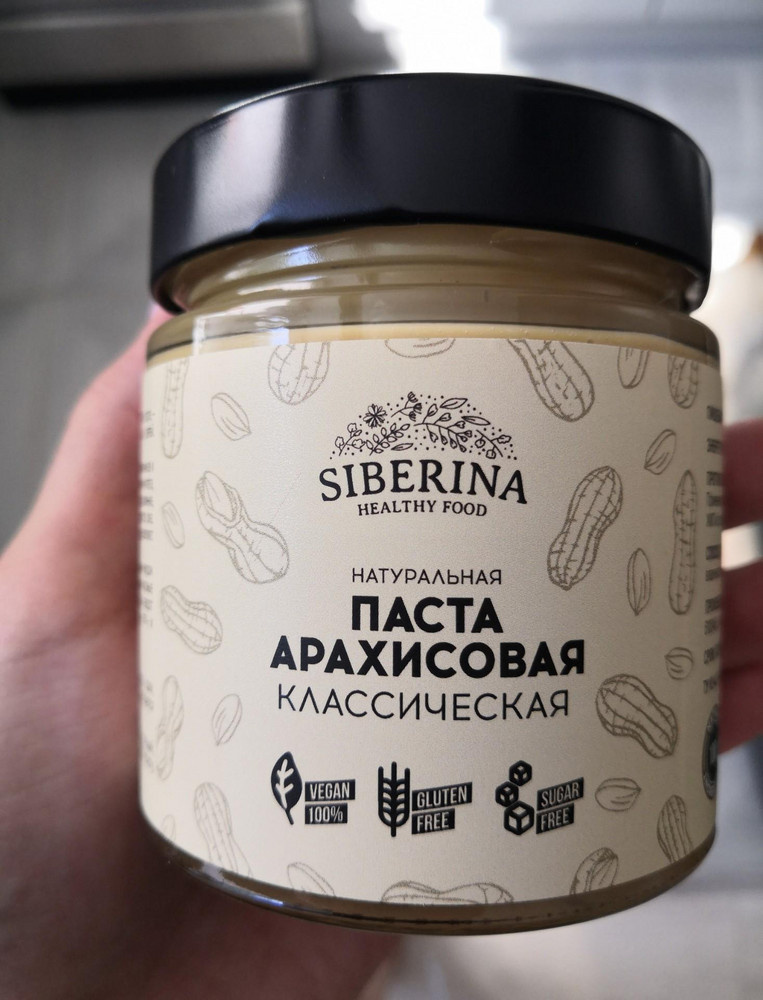 SIBERINA
HEALTHY FOOD
НАТУРАЛЬНАЯ
ПАСТА
АРАХИСОВАЯ
КЛАССИЧЕСКАЯ
VEGAN
100%
GLUTEN
FREE
SUGAR
FREE